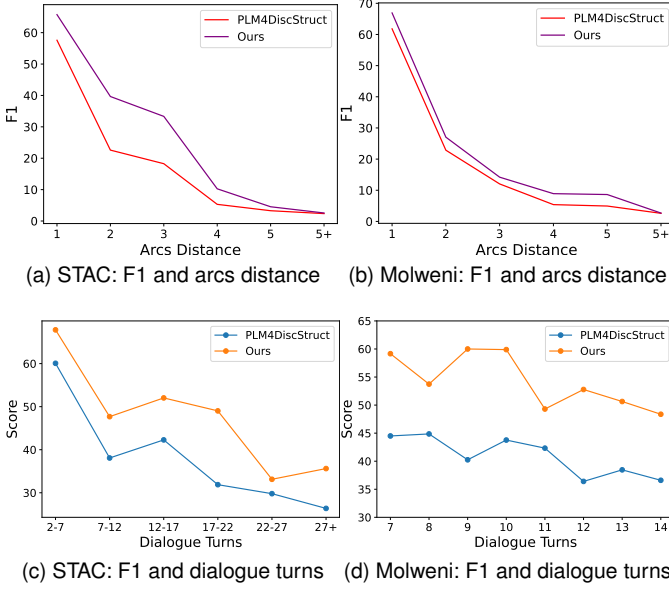 60
50
40
30
20
10
0
F1
PLM4DiscStruct
Ours
1 2 3 4 5 5+
Arcs Distance
(a) STAC: F1 and arcs distance
70
60
50
40
30
20
10
0
F1
PLM4DiscStruct
Ours
1 2 3 4 5 5+
Arcs Distance
(b) Molweni: F1 and arcs distance
60
50
40
30
Score
PLM4DiscStruct
Ours
2-7 7-12 12-17 17-22 22-27 27+
Dialogue Turns
(c) STAC: F1 and dialogue turns
65
60
55
50
45
40
35
30
Score
PLM4DiscStruct
Ours
7 8 9 10 11 12 13 14
Dialogue Turns
(d) Molweni: F1 and dialogue turns